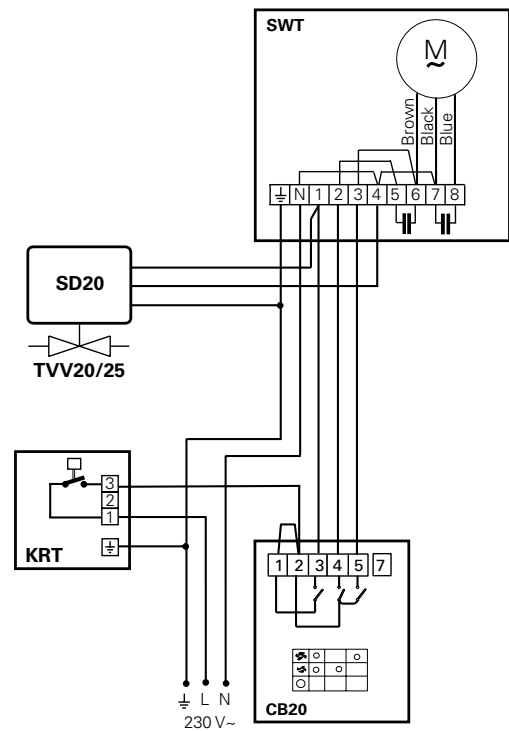 SWT
M
~
Brown
Black
Blue
N 1 2 3 4 5 6 7 8
SD20
TVV20/25
3
2
1
KRT
1 2 3 4 5 7
L N
230 V~
CB20